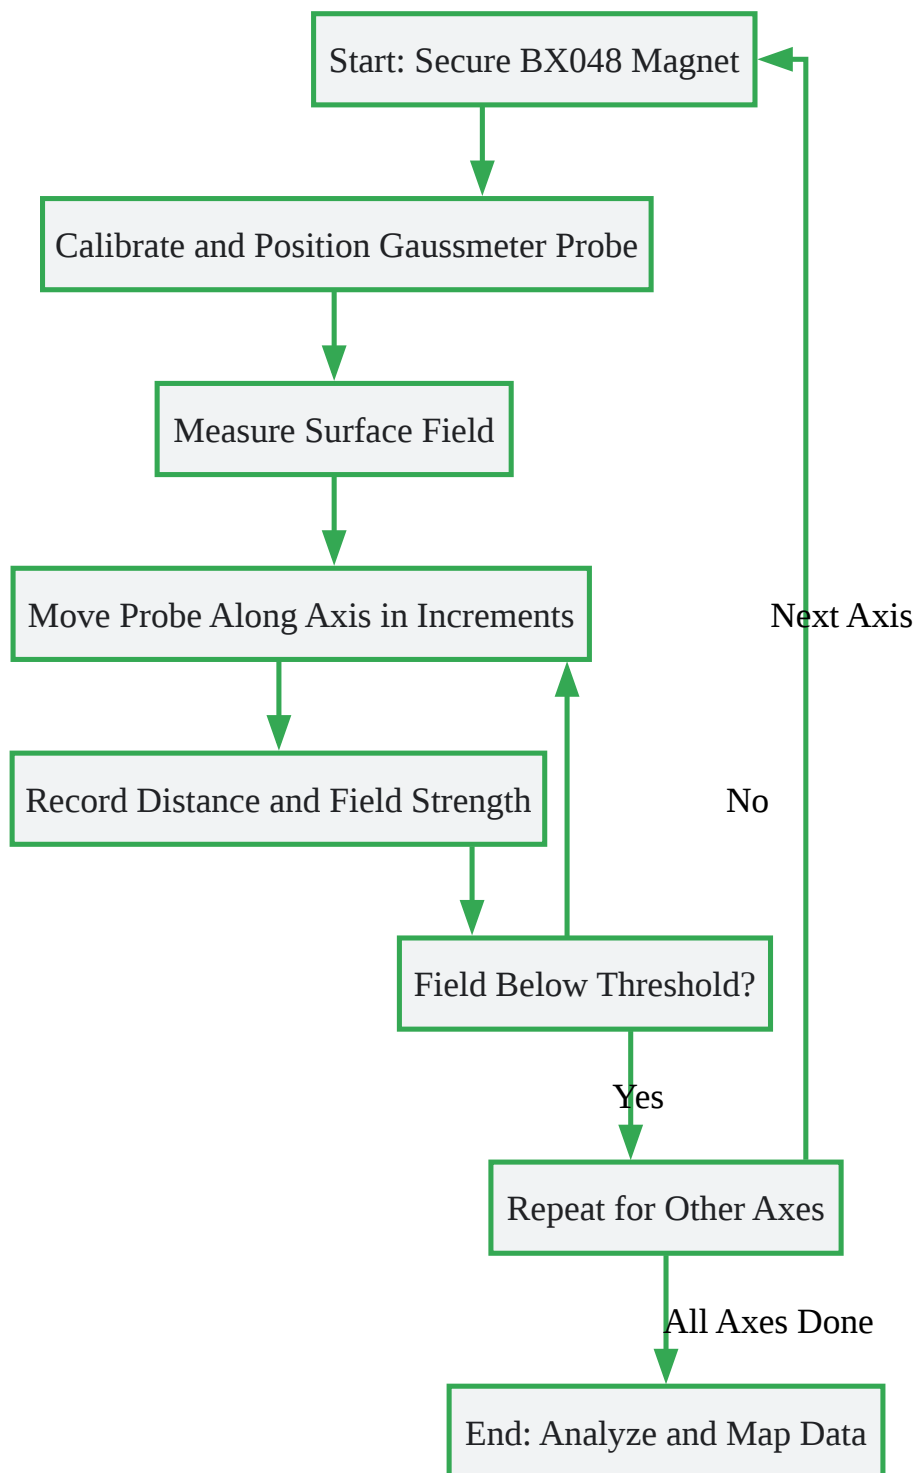 Start: Secure BX048 Magnet
Calibrate and Position Gaussmeter Probe
Measure Surface Field
Move Probe Along Axis in Increments
Next Axis
Record Distance and Field Strength
No
Field Below Threshold?
Yes
Repeat for Other Axes
All Axes Done
End: Analyze and Map Data